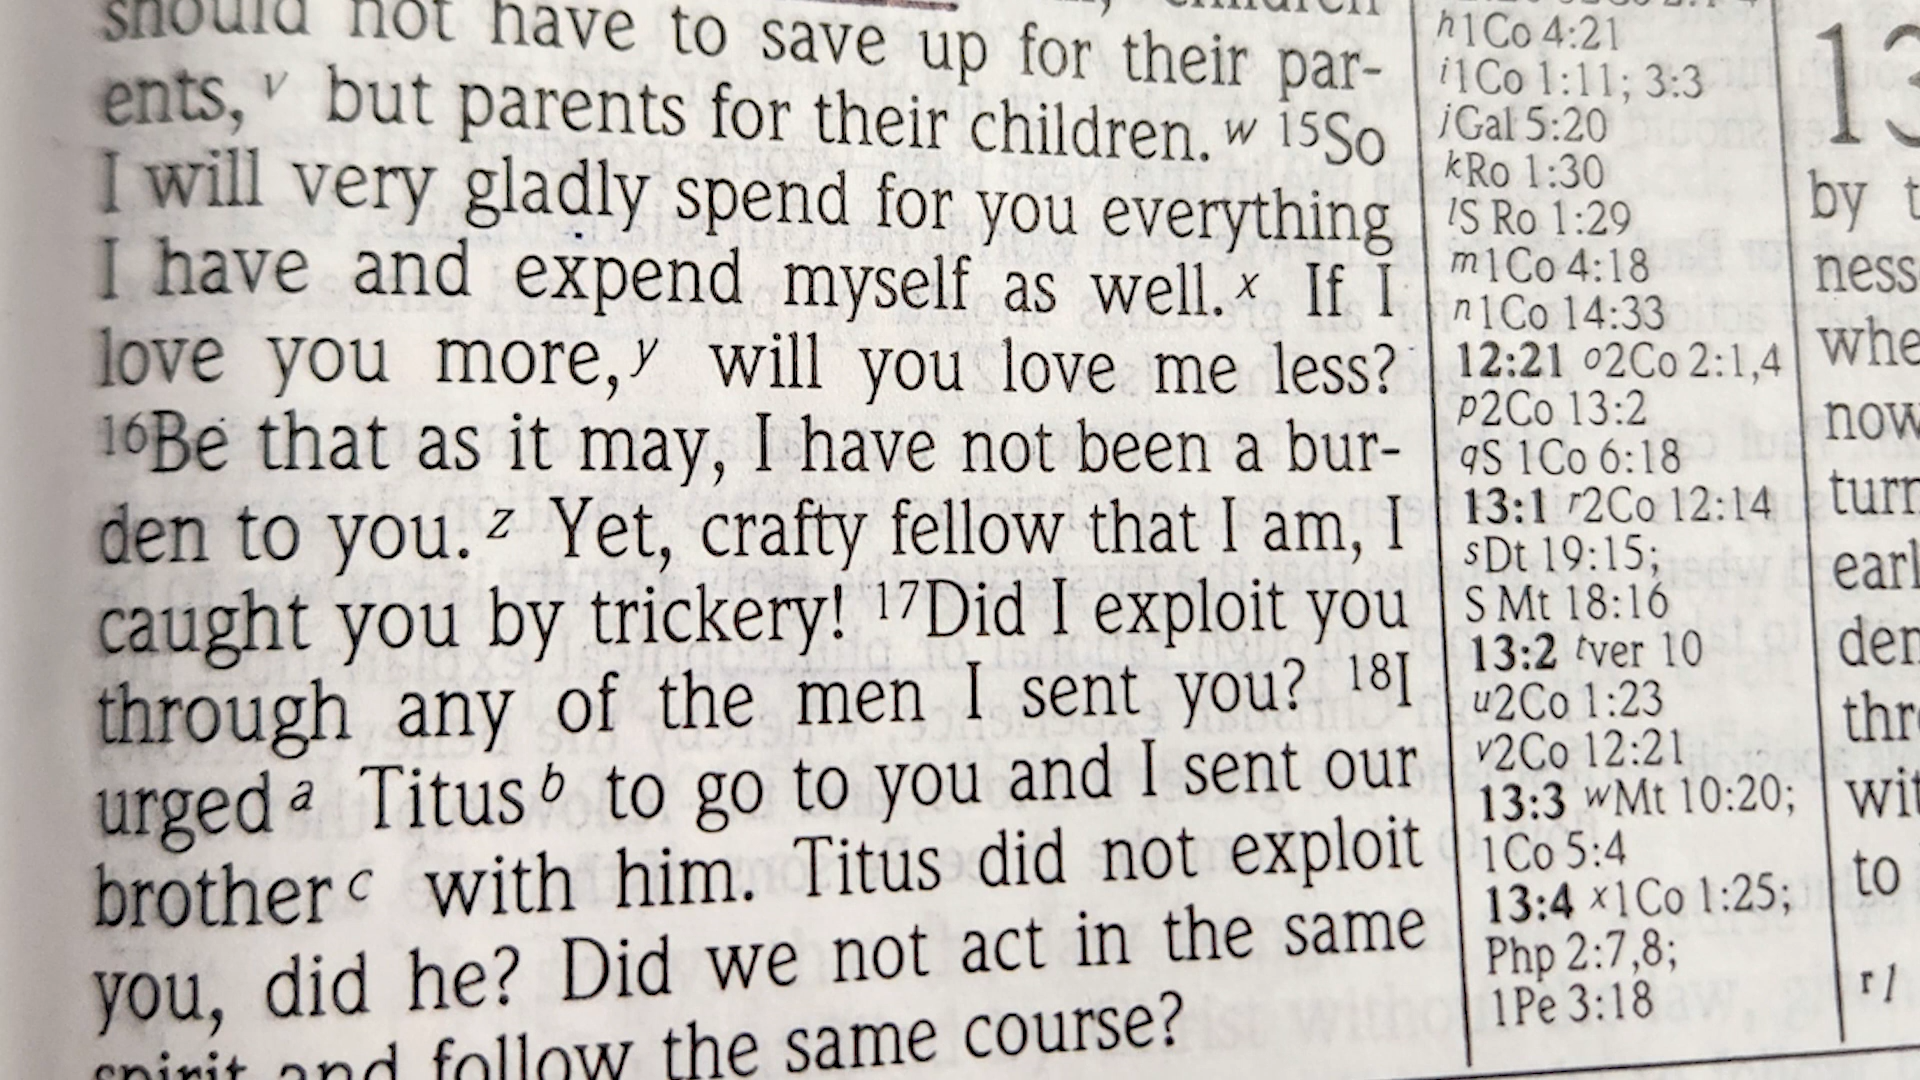 should not have to save up for their par-
ents, v but parents for their children. w 15So
I will very gladly spend for you everything
I have and expend myself as well. x If I
love you more, y will you love me less?
16Be that as it may, I have not been a bur-
den to you. z Yet, crafty fellow that I am, I
caught you by trickery! 17Did I exploit you
through any of the men I sent you? 18I
urged a Titus b to go to you and I sent our
brother c with him. Titus did not exploit
you, did he? Did we not act in the same
spirit and follow the same course?
h1Co 4:21
i1Co 1:11; 3:3
jGal 5:20
kRo 1:30
lS Ro 1:29
m1Co 4:18
n1Co 14:33
12:21 o2Co 2:1,4
p2Co 13:2
qS 1Co 6:18
13:1 r2Co 12:14
sDt 19:15;
S Mt 18:16
13:2 tver 10
u2Co 1:23
v2Co 12:21
13:3 wMt 10:20;
1Co 5:4
13:4 x1Co 1:25;
Php 2:7,8;
1Pe 3:18
13
by
ness
now
to